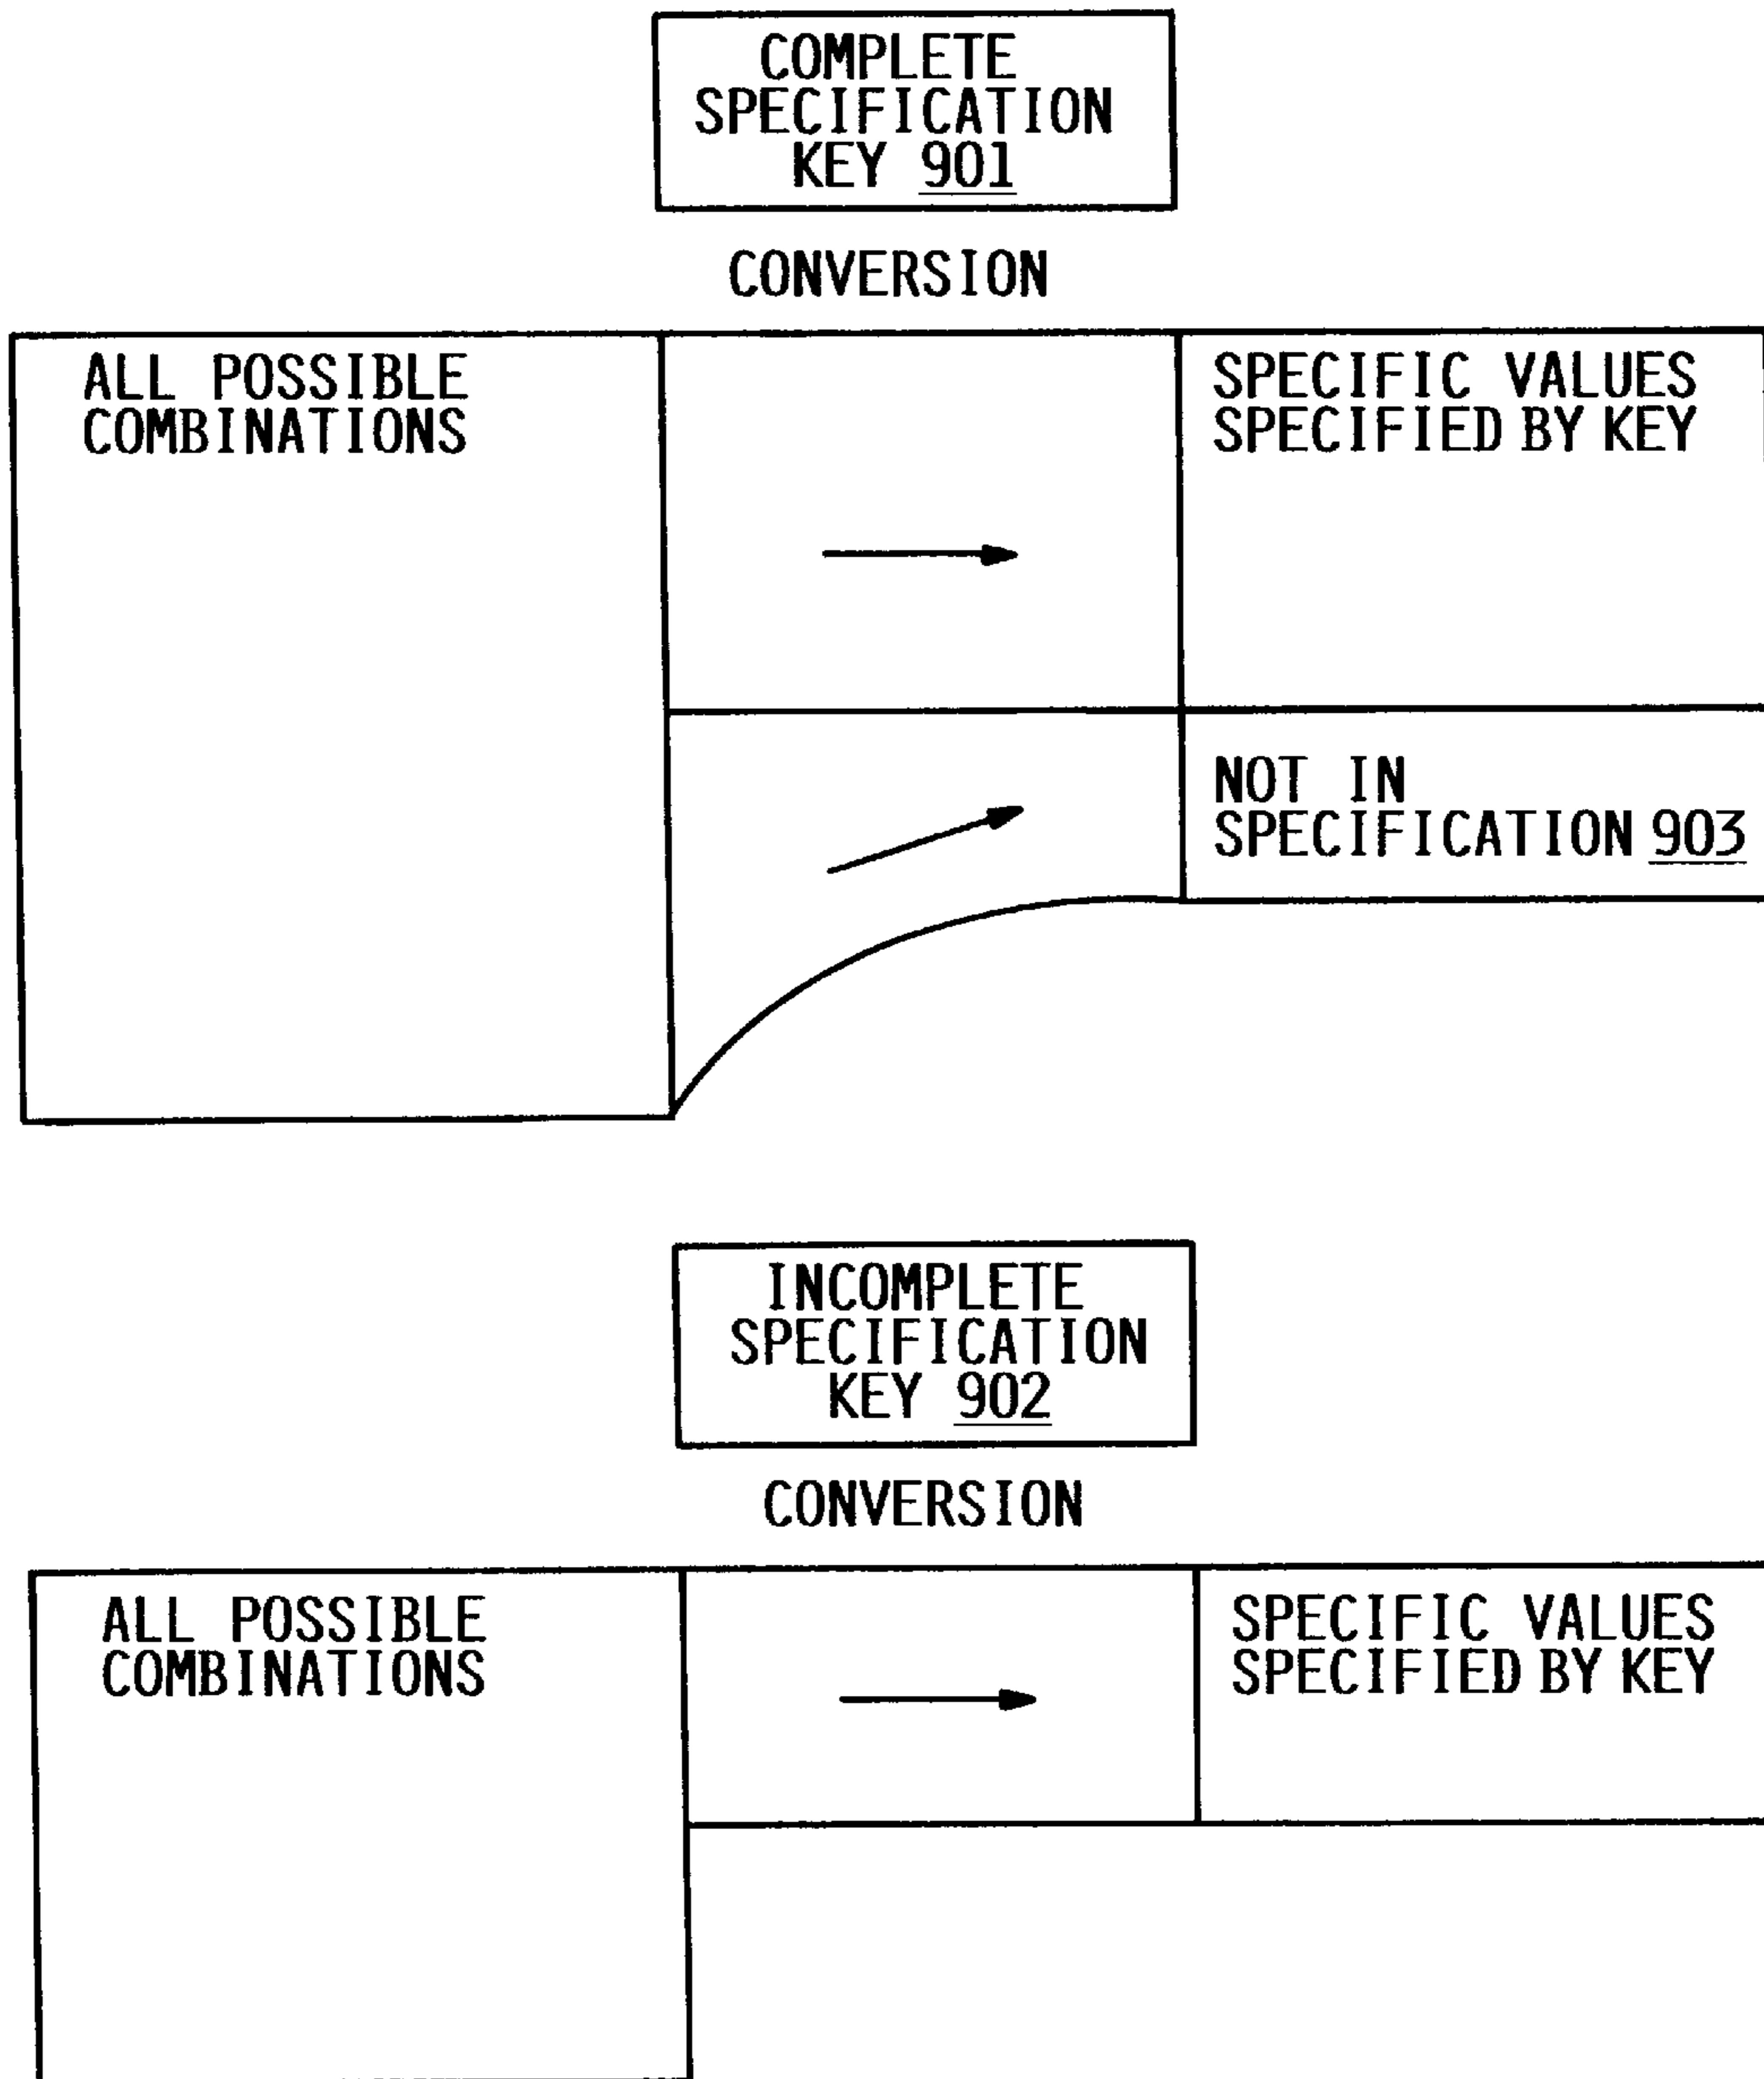 COMPLETE
SPECIFICATION
KEY 901
CONVERSION
ALL POSSIBLE
COMBINATIONS
SPECIFIC VALUES
SPECIFIED BY KEY
NOT IN
SPECIFICATION 903
INCOMPLETE
SPECIFICATION
KEY 902
CONVERSION
ALL POSSIBLE
COMBINATIONS
SPECIFIC VALUES
SPECIFIED BY KEY